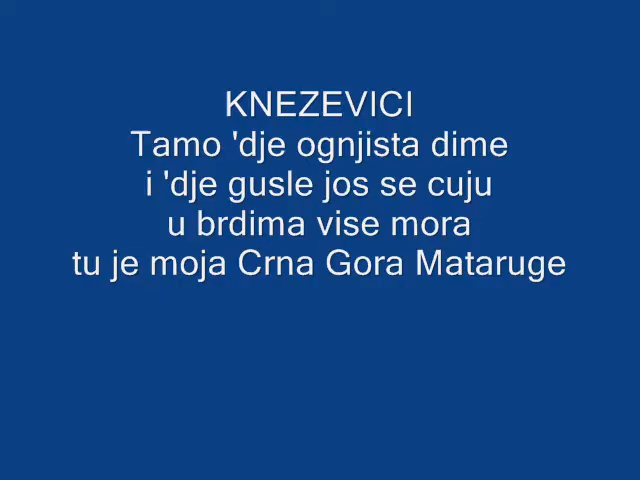 KNEZEVICI
Tamo 'dje ognjista dime
i 'dje gusle jos se cuju
u brdima vise mora
tu je moja Crna Gora Mataruge